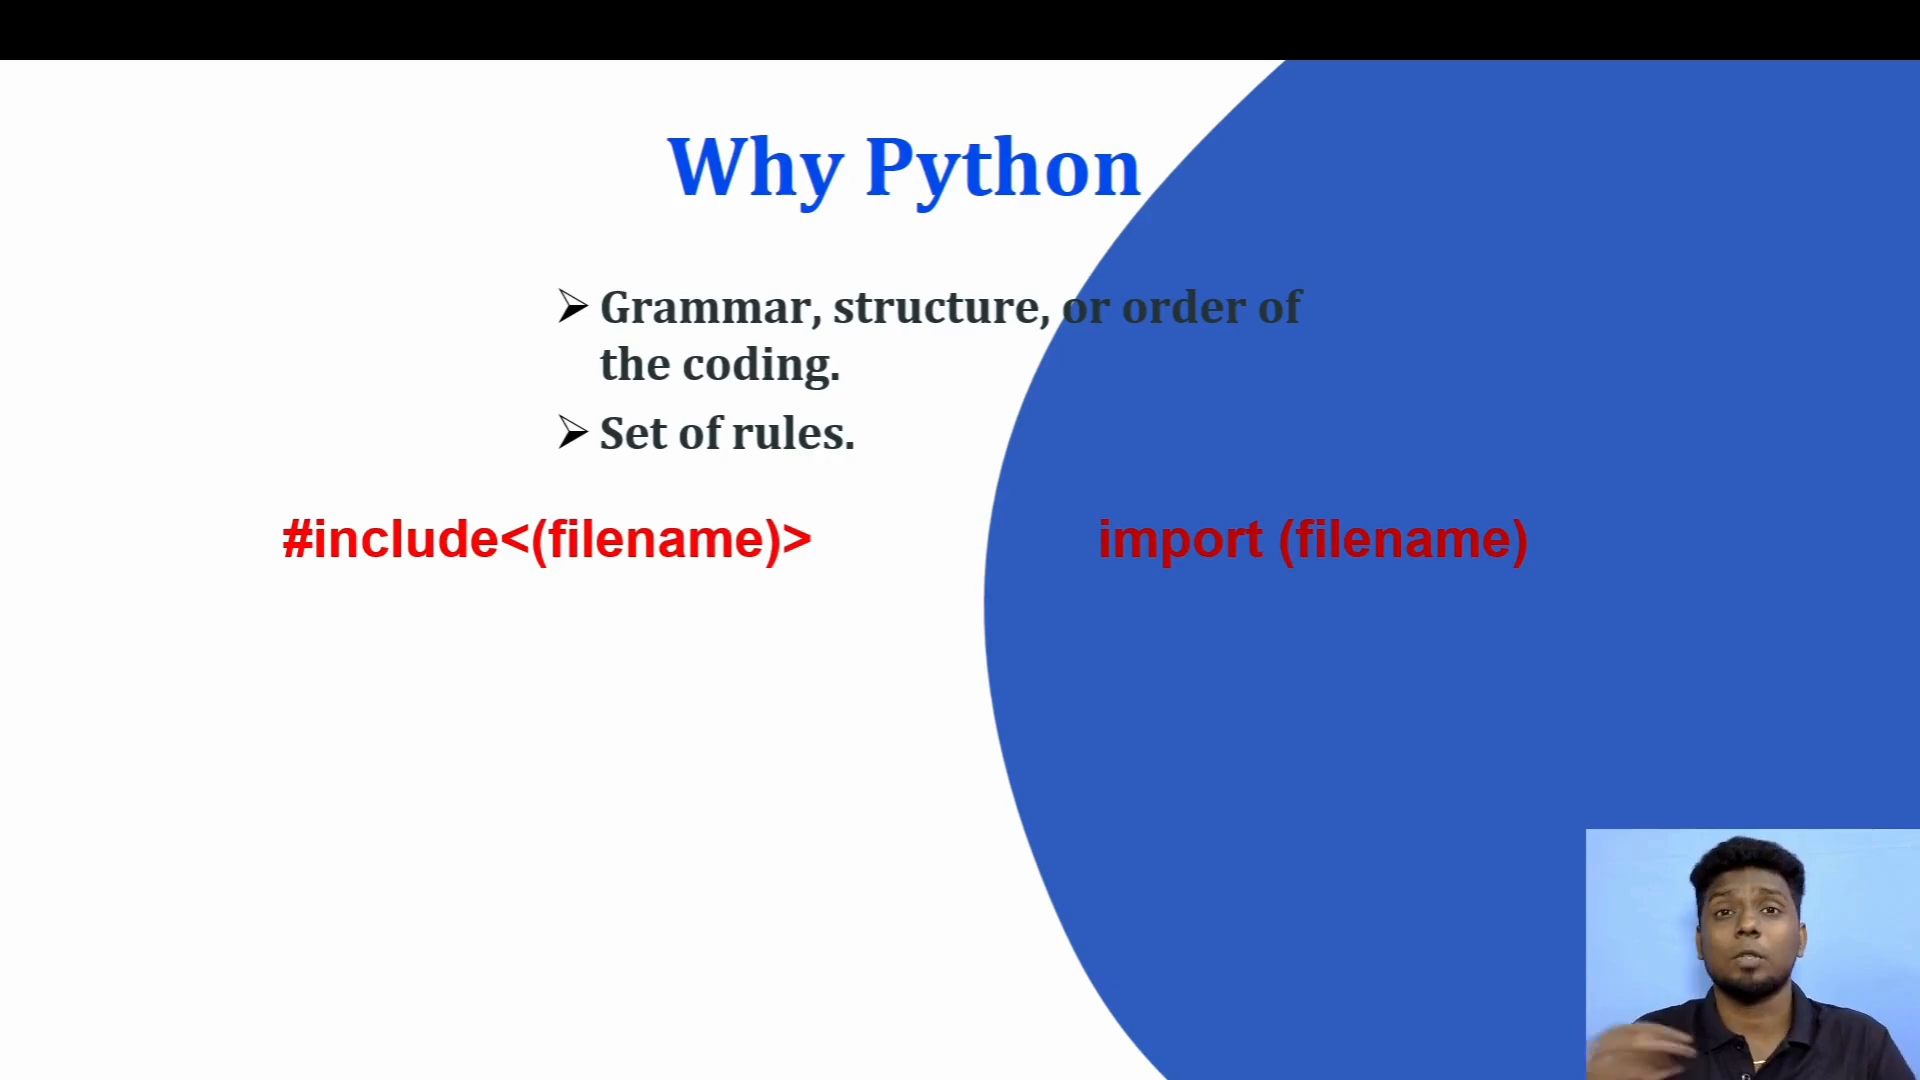 Why Python
Grammar, structure, or order of
the coding.
Set of rules.
#include<(filename)>
import (filename)